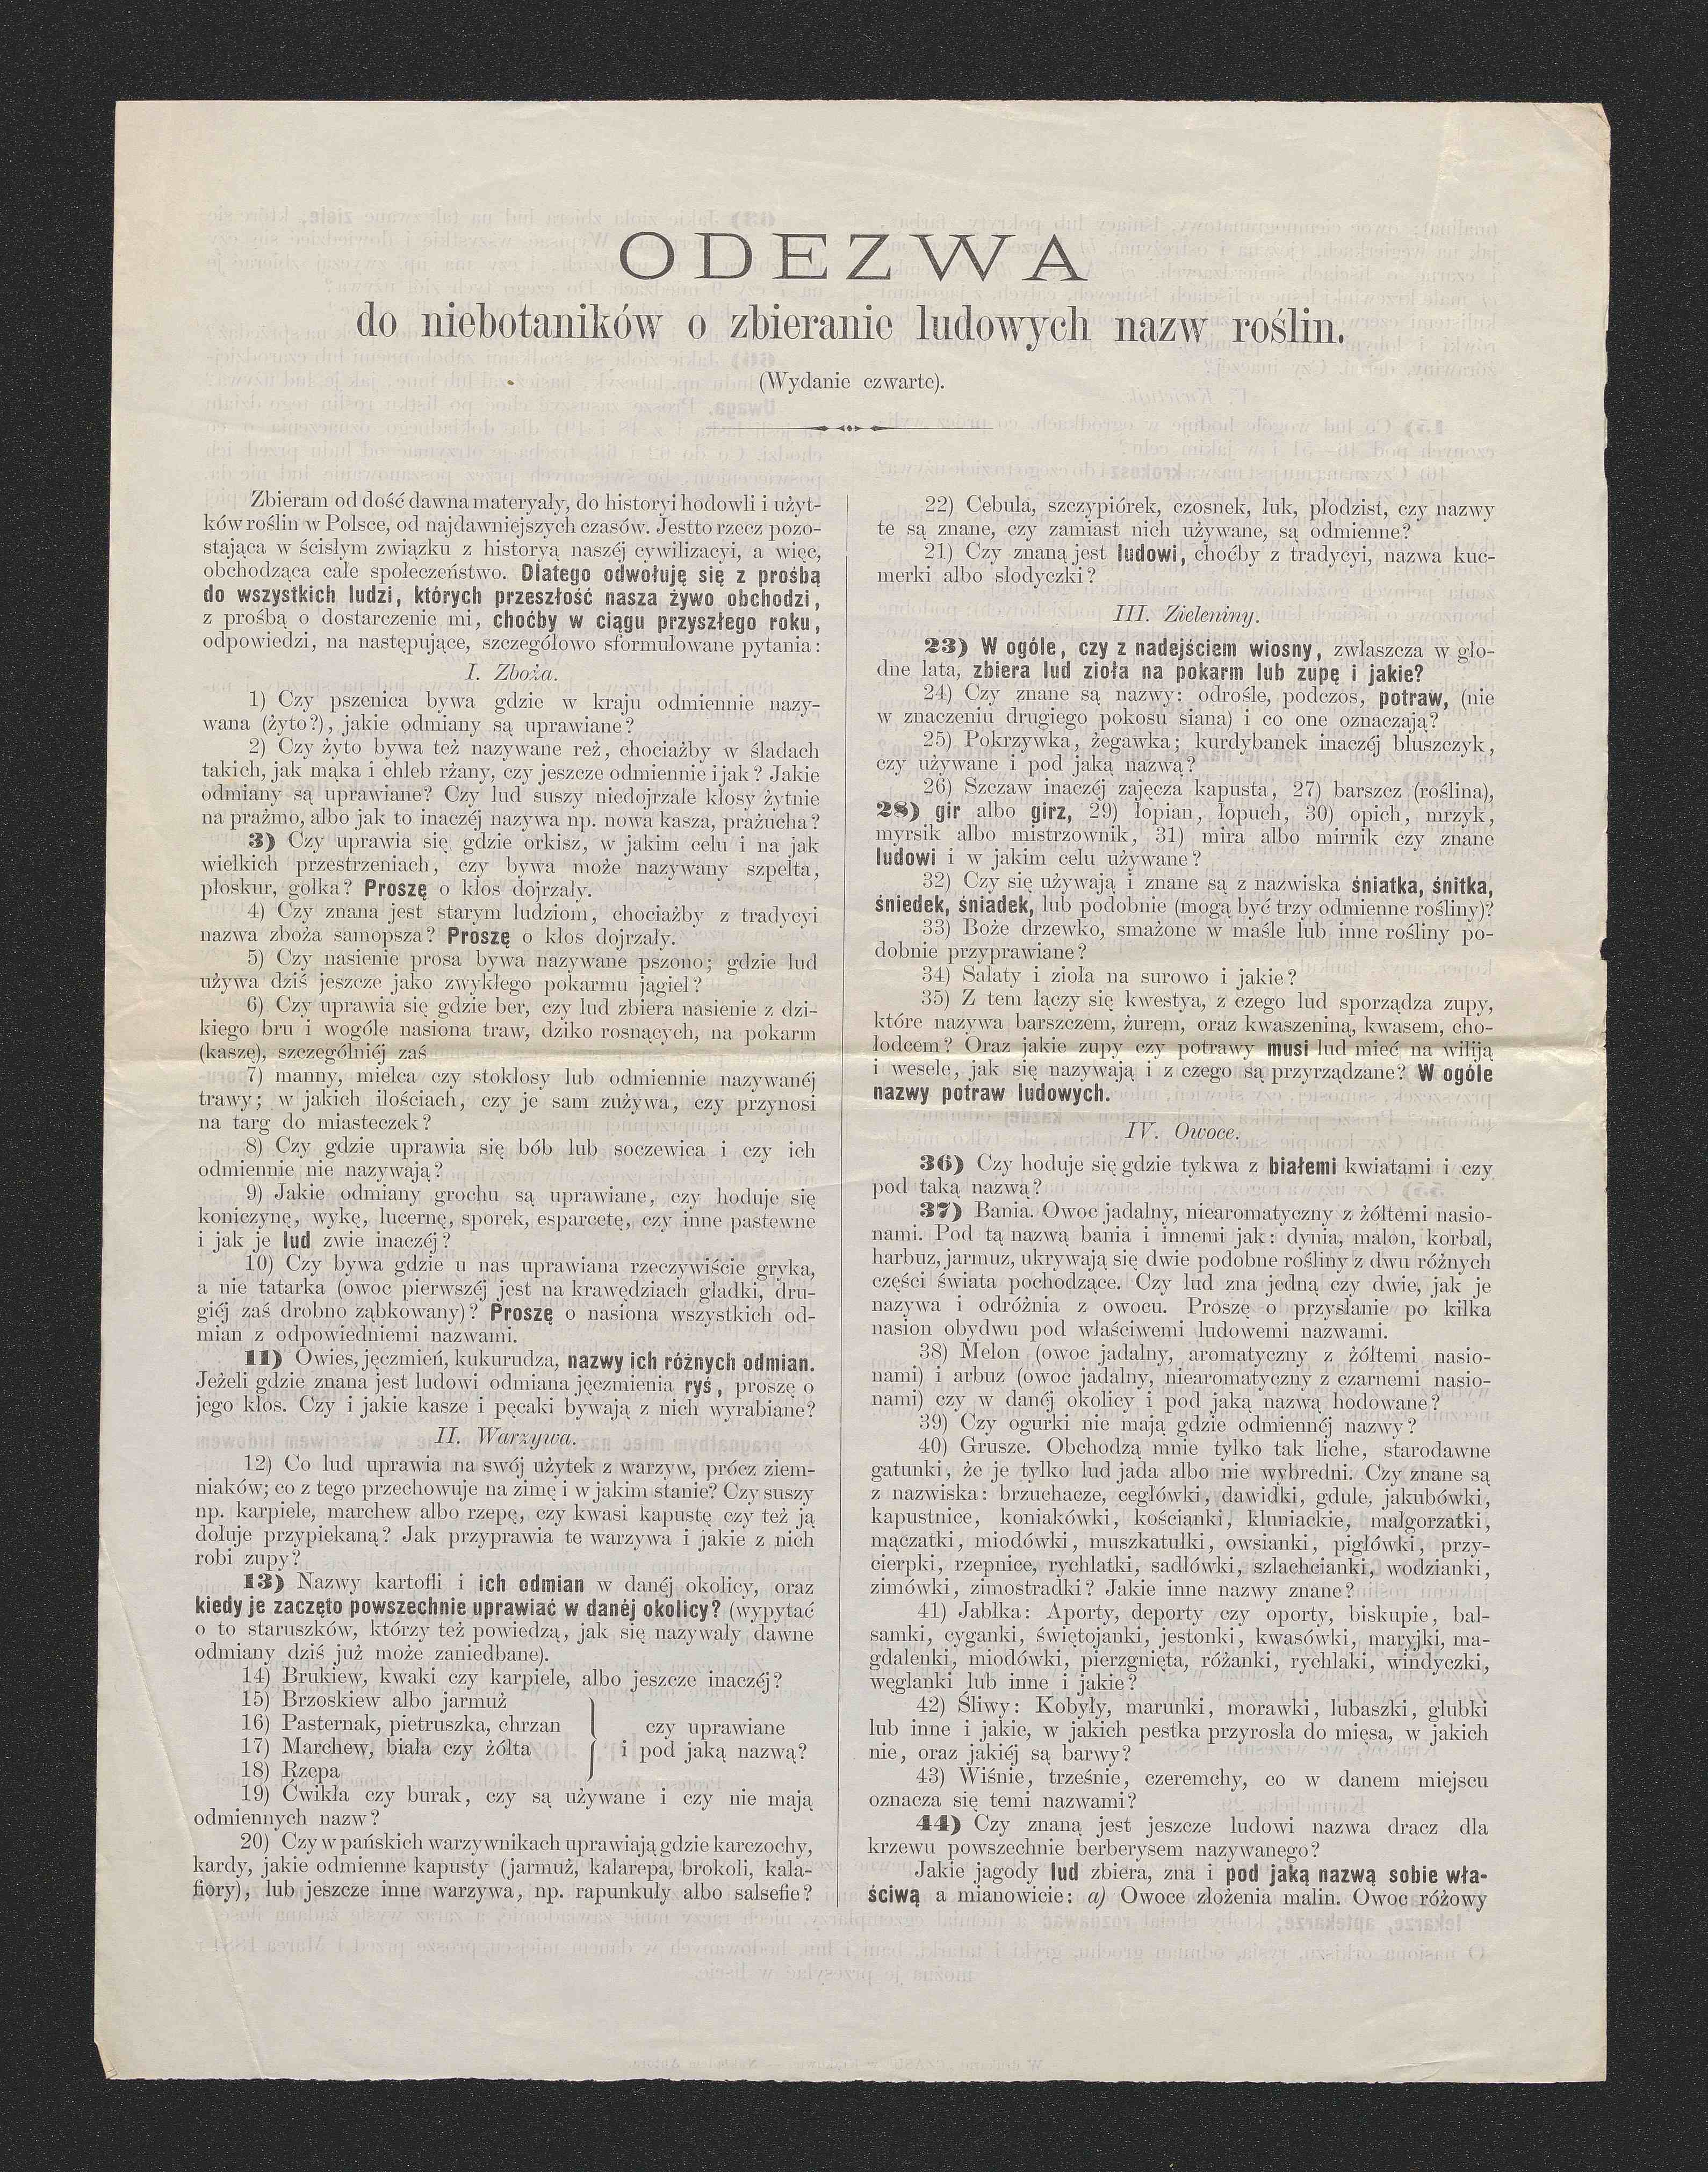 ODEZWA
do niebotaników o zbieranie ludowych nazw roślin.
(Wydanie czwarte).
Zbieram od dość dawna materyały, do historyi hodowli i użyt-
ków roślin w Polsce, od najdawniejszych czasów. Jestto rzecz pozo-
stająca w ścisłym związku z historyą naszéj cywilizacyi, a więc,
obchodząca całe społeczeństwo. Dlatego odwołuję się z prośbą
do wszystkich ludzi, których przeszłość nasza żywo obchodzi,
z prośbą o dostarczenie mi, choćby w ciągu przyszłego roku,
odpowiedzi, na następujące, szczegółowo sformułowane pytania:
I. Zboża.
1) Czy pszenica bywa gdzie w kraju odmiennie nazy-
wana (żyto?), jakie odmiany są uprawiane?
2) Czy żyto bywa też nazywane reż, chociażby w śladach
takich, jak mąka i chleb rżany, czy jeszcze odmiennie i jak? Jakie
odmiany są uprawiane? Czy lud suszy niedojrzałe kłosy żytnie
na prażmo, albo jak to inaczéj nazywa np. nowa kasza, prażucha?
3) Czy uprawia się gdzie orkisz, w jakim celu i na jak
wielkich przestrzeniach, czy bywa może nazywany szpelta,
płoskur, gołka? Proszę o kłos dojrzały.
4) Czy znana jest starym ludziom, chociażby z tradycyi
nazwa zboża samopsza? Proszę o kłos dojrzały.
5) Czy nasienie prosa bywa nazywane pszono; gdzie lud
używa dziś jeszcze jako zwykłego pokarmu jagieł?
6) Czy uprawia się gdzie ber, czy lud zbiera nasienie z dzi-
kiego bru i wogóle nasiona traw, dziko rosnących, na pokarm
(kaszę), szczególniéj zaś
7) manny, mielca czy stokłosy lub odmiennie nazywanéj
trawy; w jakich ilościach, czy je sam zużywa, czy przynosi
na targ do miasteczek?
8) Czy gdzie uprawia się bób lub soczewica i czy ich
odmiennie nie nazywają?
9) Jakie odmiany grochu są uprawiane, czy hoduje się
koniczynę, wykę, lucernę, sporek, esparcetę, czy inne pastewne
i jak je lud zwie inaczéj?
10) Czy bywa gdzie u nas uprawiana rzeczywiście gryka,
a nie tatarka (owoc pierwszéj jest na krawędziach gładki, dru-
giéj zaś drobno ząbkowany)? Proszę o nasiona wszystkich od-
mian z odpowiedniemi nazwami.
11) Owies, jęczmień, kukurudza, nazwy ich różnych odmian.
Jeżeli gdzie znana jest ludowi odmiana jęczmienia ryś, proszę o
jego kłos. Czy i jakie kasze i pęcaki bywają z nich wyrabiane?
II. Warzywa.
12) Co lud uprawia na swój użytek z warzyw, prócz ziem-
niaków; co z tego przechowuje na zimę i w jakim stanie? Czy suszy
np. karpiele, marchew albo rzepę, czy kwasi kapustę czy też ją
dołuje przypiekaną? Jak przyprawia te warzywa i jakie z nich
robi zupy?
13) Nazwy kartofli i ich odmian w danéj okolicy, oraz
kiedy je zaczęto powszechnie uprawiać w danéj okolicy? (wypytać
o to staruszków, którzy też powiedzą, jak się nazywały dawne
odmiany dziś już może zaniedbane).
14) Brukiew, kwaki czy karpiele, albo jeszcze inaczéj?
15) Brzoskiew albo jarmuż
16) Pasternak, pietruszka, chrzan
17) Marchew, biała czy żółta
18) Rzepa
czy uprawiane
i pod jaką nazwą?
19) Ćwikła czy burak, czy są używane i czy nie mają
odmiennych nazw?
20) Czy w pańskich warzywnikach uprawiają gdzie karczochy,
kardy, jakie odmienne kapusty (jarmuż, kalarepa, brokoli, kala-
fiory), lub jeszcze inne warzywa, np. rapunkuły albo salsefie?
22) Cebula, szczypiórek, czosnek, łuk, płodzist, czy nazwy
te są znane, czy zamiast nich używane, są odmienne?
21) Czy znaną jest ludowi, choćby z tradycyi, nazwa kuc-
merki albo słodyczki?
III. Zieleniny.
23) W ogóle, czy z nadejściem wiosny, zwłaszcza w gło-
dne lata, zbiera lud zioła na pokarm lub zupę i jakie?
24) Czy znane są nazwy: odrośle, podczos, potraw, (nie
w znaczeniu drugiego pokosu siana) i co one oznaczają?
25) Pokrzywka, żegawka; kurdybanek inaczéj bluszczyk,
czy używane i pod jaką nazwą?
26) Szczaw inaczéj zajęcza kapusta, 27) barszcz (roślina),
28) gir albo girz, 29) łopian, łopuch, 30) opich, mrzyk,
myrsik albo mistrzownik, 31) mira albo mirnik czy znane
ludowi i w jakim celu używane?
32) Czy się używają i znane są z nazwiska śniatka, śnitka,
śniedek, śniadek, lub podobnie (mogą być trzy odmienne rośliny)?
33) Boże drzewko, smażone w maśle lub inne rośliny po-
dobnie przyprawiane?
34) Sałaty i zioła na surowo i jakie?
35) Z tem łączy się kwestya, z czego lud sporządza zupy,
które nazywa barszczem, żurem, oraz kwaszeniną, kwasem, cho-
łodcem? Oraz jakie zupy czy potrawy musi lud mieć na wiliją
i wesele, jak się nazywają i z czego są przyrządzane? W ogóle
nazwy potraw ludowych.
IV. Owoce.
36) Czy hoduje się gdzie tykwa z białemi kwiatami i czy
pod taką nazwą?
37) Bania. Owoc jadalny, niearomatyczny z żółtemi nasio-
nami. Pod tą nazwą bania i innemi jak: dynia, malon, korbal,
harbuz, jarmuz, ukrywają się dwie podobne rośliny z dwu różnych
części świata pochodzące. Czy lud zna jedną czy dwie, jak je
nazywa i odróżnia z owocu. Proszę o przysłanie po kilka
nasion obydwu pod właściwemi ludowemi nazwami.
38) Melon (owoc jadalny, aromatyczny z żółtemi nasio-
nami) i arbuz (owoc jadalny, niearomatyczny z czarnemi nasio-
nami) czy w danéj okolicy i pod jaką nazwą hodowane?
39) Czy ogurki nie mają gdzie odmiennéj nazwy?
40) Grusze. Obchodzą mnie tylko tak liche, starodawne
gatunki, że je tylko lud jada albo nie wybredni. Czy znane są
z nazwiska: brzuchacze, cegłówki, dawidki, gdule, jakubówki,
kapustnice, koniakówki, kościanki, kluniackie, małgorzatki,
mączatki, miodówki, muszkatułki, owsianki, pigłówki, przy-
cierpki, rzepnice, rychlatki, sadłówki, szlachcianki, wodzianki,
zimówki, zimostradki? Jakie inne nazwy znane?
41) Jabłka: Aporty, deporty czy oporty, biskupie, bal-
samki, cyganki, świętojanki, jestonki, kwasówki, maryjki, ma-
gdalenki, miodówki, pierzgnięta, różanki, rychlaki, windyczki,
węglanki lub inne i jakie?
42) Śliwy: Kobyły, marunki, morawki, lubaszki, głubki
lub inne i jakie, w jakich pestka przyrosła do mięsa, w jakich
nie, oraz jakiéj są barwy?
43) Wiśnie, trześnie, czeremchy, co w danem miejscu
oznacza się temi nazwami?
44) Czy znaną jest jeszcze ludowi nazwa dracz dla
krzewu powszechnie berberysem nazywanego?
Jakie jagody lud zbiera, zna i pod jaką nazwą sobie wła-
ściwą a mianowicie: a) Owoce złożenia malin. Owoc różowy